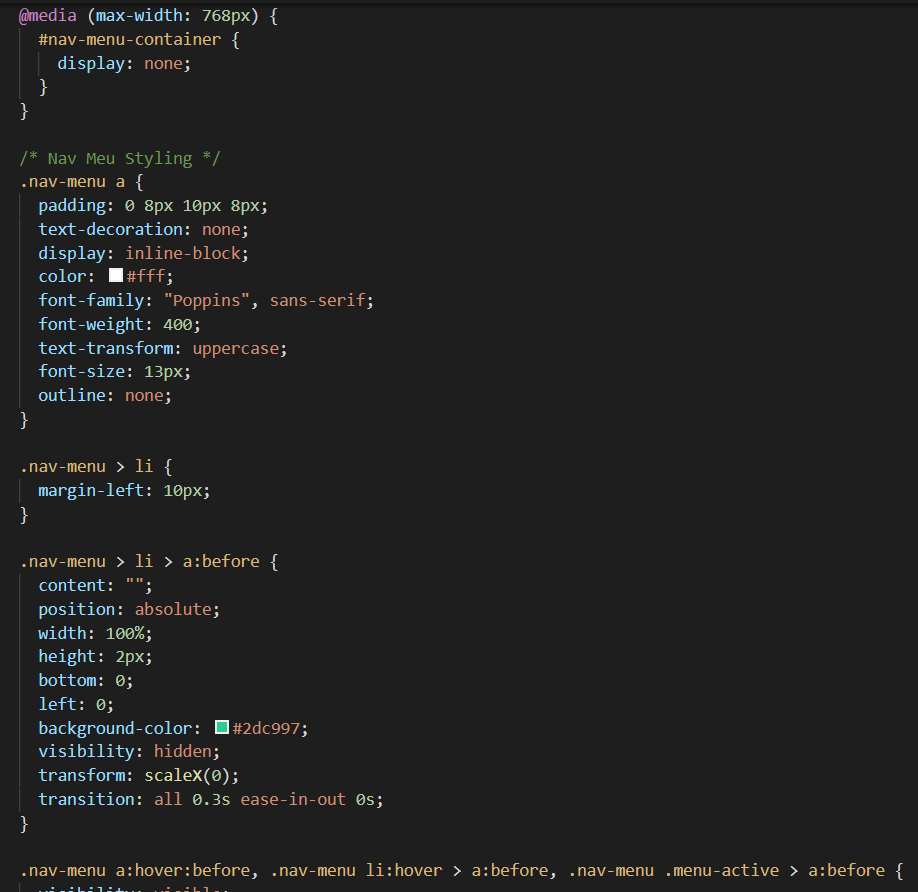 @media (max-width: 768px) {
#nav-menu-container {
display: none;
}
}
/* Nav Meu Styling */
.nav-menu a {
padding: 0 8px 10px 8px;
text-decoration: none;
display: inline-block;
color: #fff;
font-family: "Poppins", sans-serif;
font-weight: 400;
text-transform: uppercase;
font-size: 13px;
outline: none;
}
.nav-menu > li {
margin-left: 10px;
}
.nav-menu > li > a:before {
content: "";
position: absolute;
width: 100%;
height: 2px;
bottom: 0;
left: 0;
background-color: #2dc997;
visibility: hidden;
transform: scaleX(0);
transition: all 0.3s ease-in-out 0s;
}
.nav-menu a:hover:before, .nav-menu li:hover > a:before, .nav-menu .menu-active > a:before {